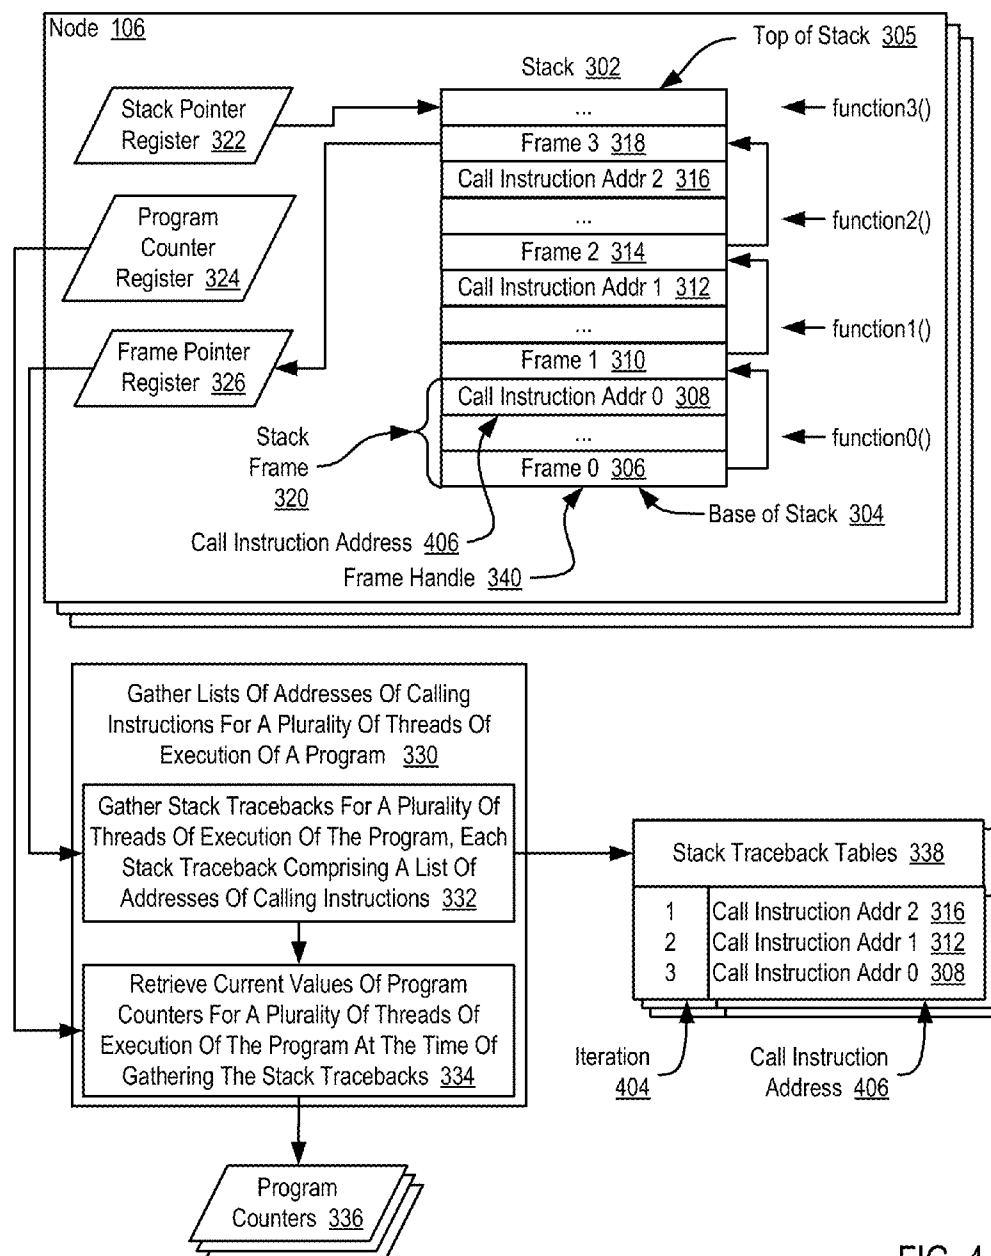 Node 106
Top of Stack 305
Stack 302
Stack Pointer
Register 322
...
function3()
Frame 3 318
Call Instruction Addr 2 316
Program
Counter
Register 324
...
function2()
Frame 2 314
Call Instruction Addr 1 312
...
function1()
Frame Pointer
Register 326
Frame 1 310
Call Instruction Addr 0 308
Stack
Frame
320
...
function0()
Frame 0 306
Base of Stack 304
Call Instruction Address 406
Frame Handle 340
Gather Lists Of Addresses Of Calling
Instructions For A Plurality Of Threads Of
Execution Of A Program 330
Gather Stack Tracebacks For A Plurality Of
Threads Of Execution Of The Program, Each
Stack Traceback Comprising A List Of
Addresses Of Calling Instructions 332
Stack Traceback Tables 338
1 Call Instruction Addr 2 316
2 Call Instruction Addr 1 312
3 Call Instruction Addr 0 308
Retrieve Current Values Of Program
Counters For A Plurality Of Threads Of
Execution Of The Program At The Time Of
Gathering The Stack Tracebacks 334
Iteration
404
Call Instruction
Address 406
Program
Counters 336
FIG. 4